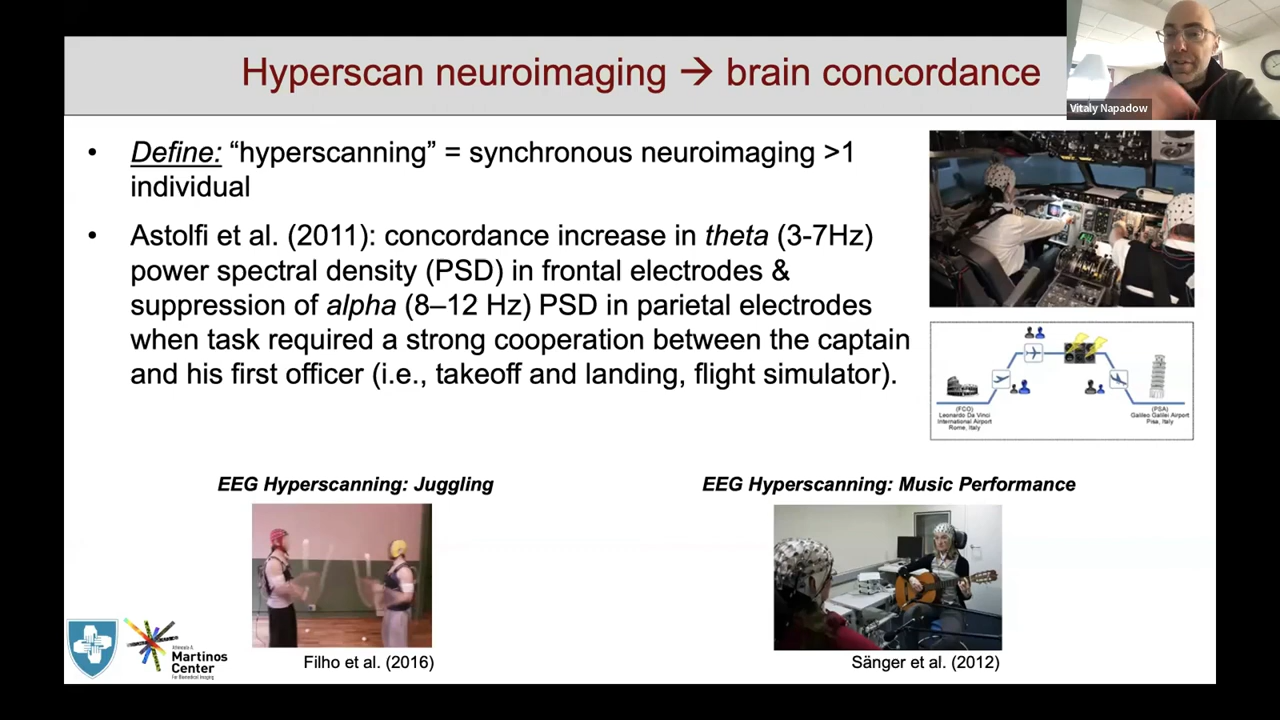 Hyperscan neuroimaging → brain concordance
Vitaly Napadow
• Define: “hyperscanning” = synchronous neuroimaging >1
individual
• Astolfi et al. (2011): concordance increase in theta (3-7Hz)
power spectral density (PSD) in frontal electrodes &
suppression of alpha (8–12 Hz) PSD in parietal electrodes
when task required a strong cooperation between the captain
and his first officer (i.e., takeoff and landing, flight simulator).
(FCO)
Leonardo Da Vinci
International Airport
Rome, Italy
(PSA)
Galileo Galilei Airport
Pisa, Italy
EEG Hyperscanning: Juggling
EEG Hyperscanning: Music Performance
Athinoula A.
Martinos
Center
For Biomedical Imaging
Filho et al. (2016)
Sänger et al. (2012)